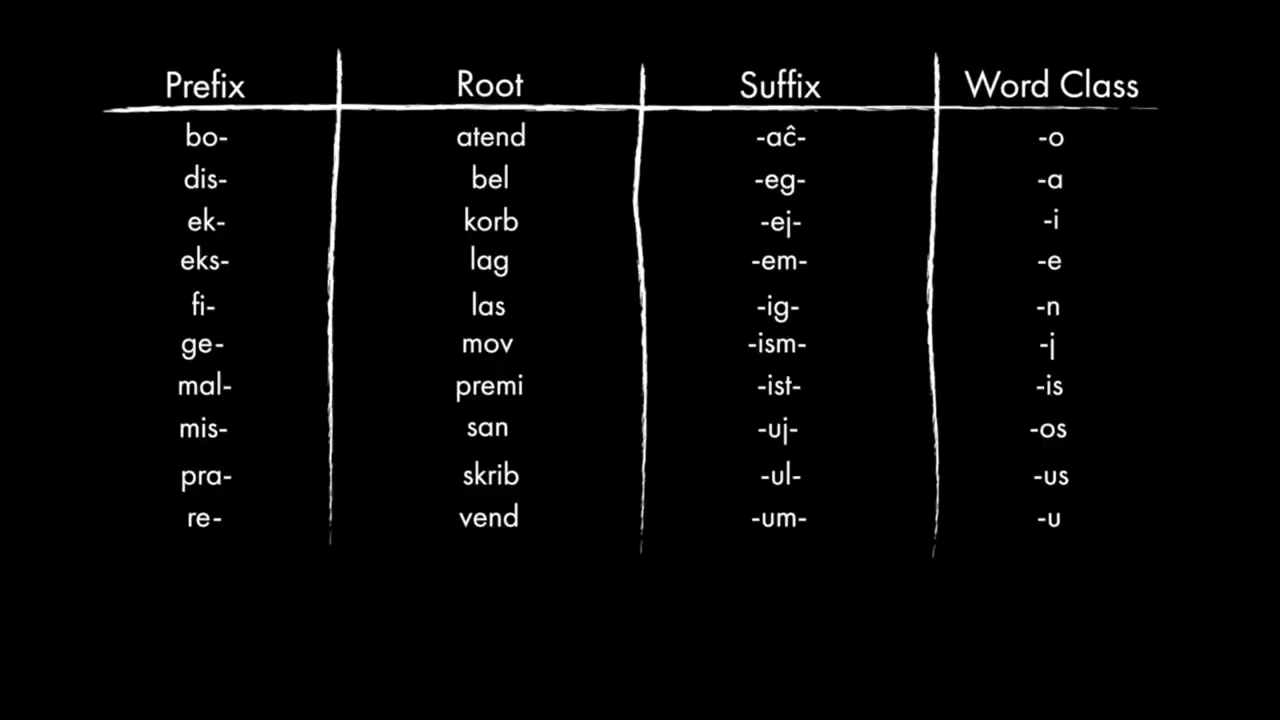 Prefix Root Suffix Word Class
bo- atend -aĉ- -o
dis- bel -eg- -a
ek- korb -ej- -i
eks- lag -em- -e
fi- las -ig- -n
ge- mov -ism- -j
mal- premi -ist- -is
mis- san -uj- -os
pra- skrib -ul- -us
re- vend -um- -u